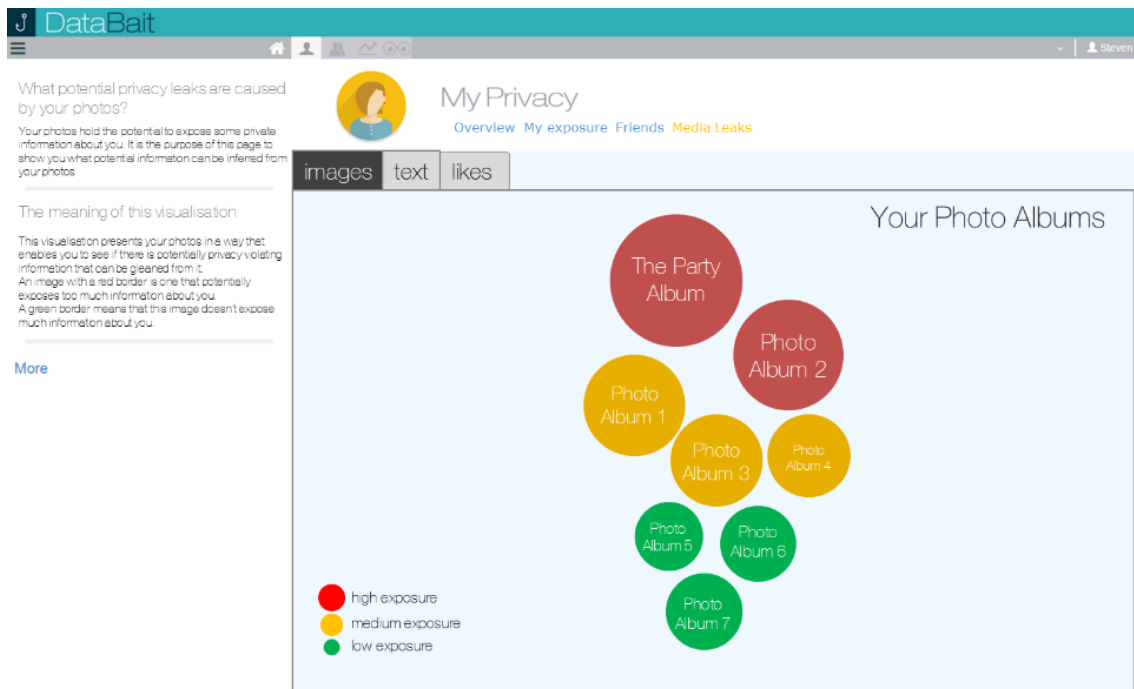 DataBait
Steven
What potential privacy leaks are caused
by your photos?
Your photos hold the potential to expose some private
information about you. It is the purpose of this page to
show you what potential information can be inferred from
your photos
The meaning of this visualisation
This visualisation presents your photos in a way that
enables you to see if there is potentially privacy violating
information that can be gleaned from it.
An image with a red border is one that potentially
exposes too much information about you.
A green border means that this image doesn't expose
much information about you.
More
My Privacy
Overview My exposure Friends Media Leaks
images text likes
Your Photo Albums
The Party
Album
Photo
Album 2
Photo
Album 1
Photo
Album 3
Photo
Album 4
Photo
Album 5
Photo
Album 6
Photo
Album 7
high exposure
medium exposure
low exposure